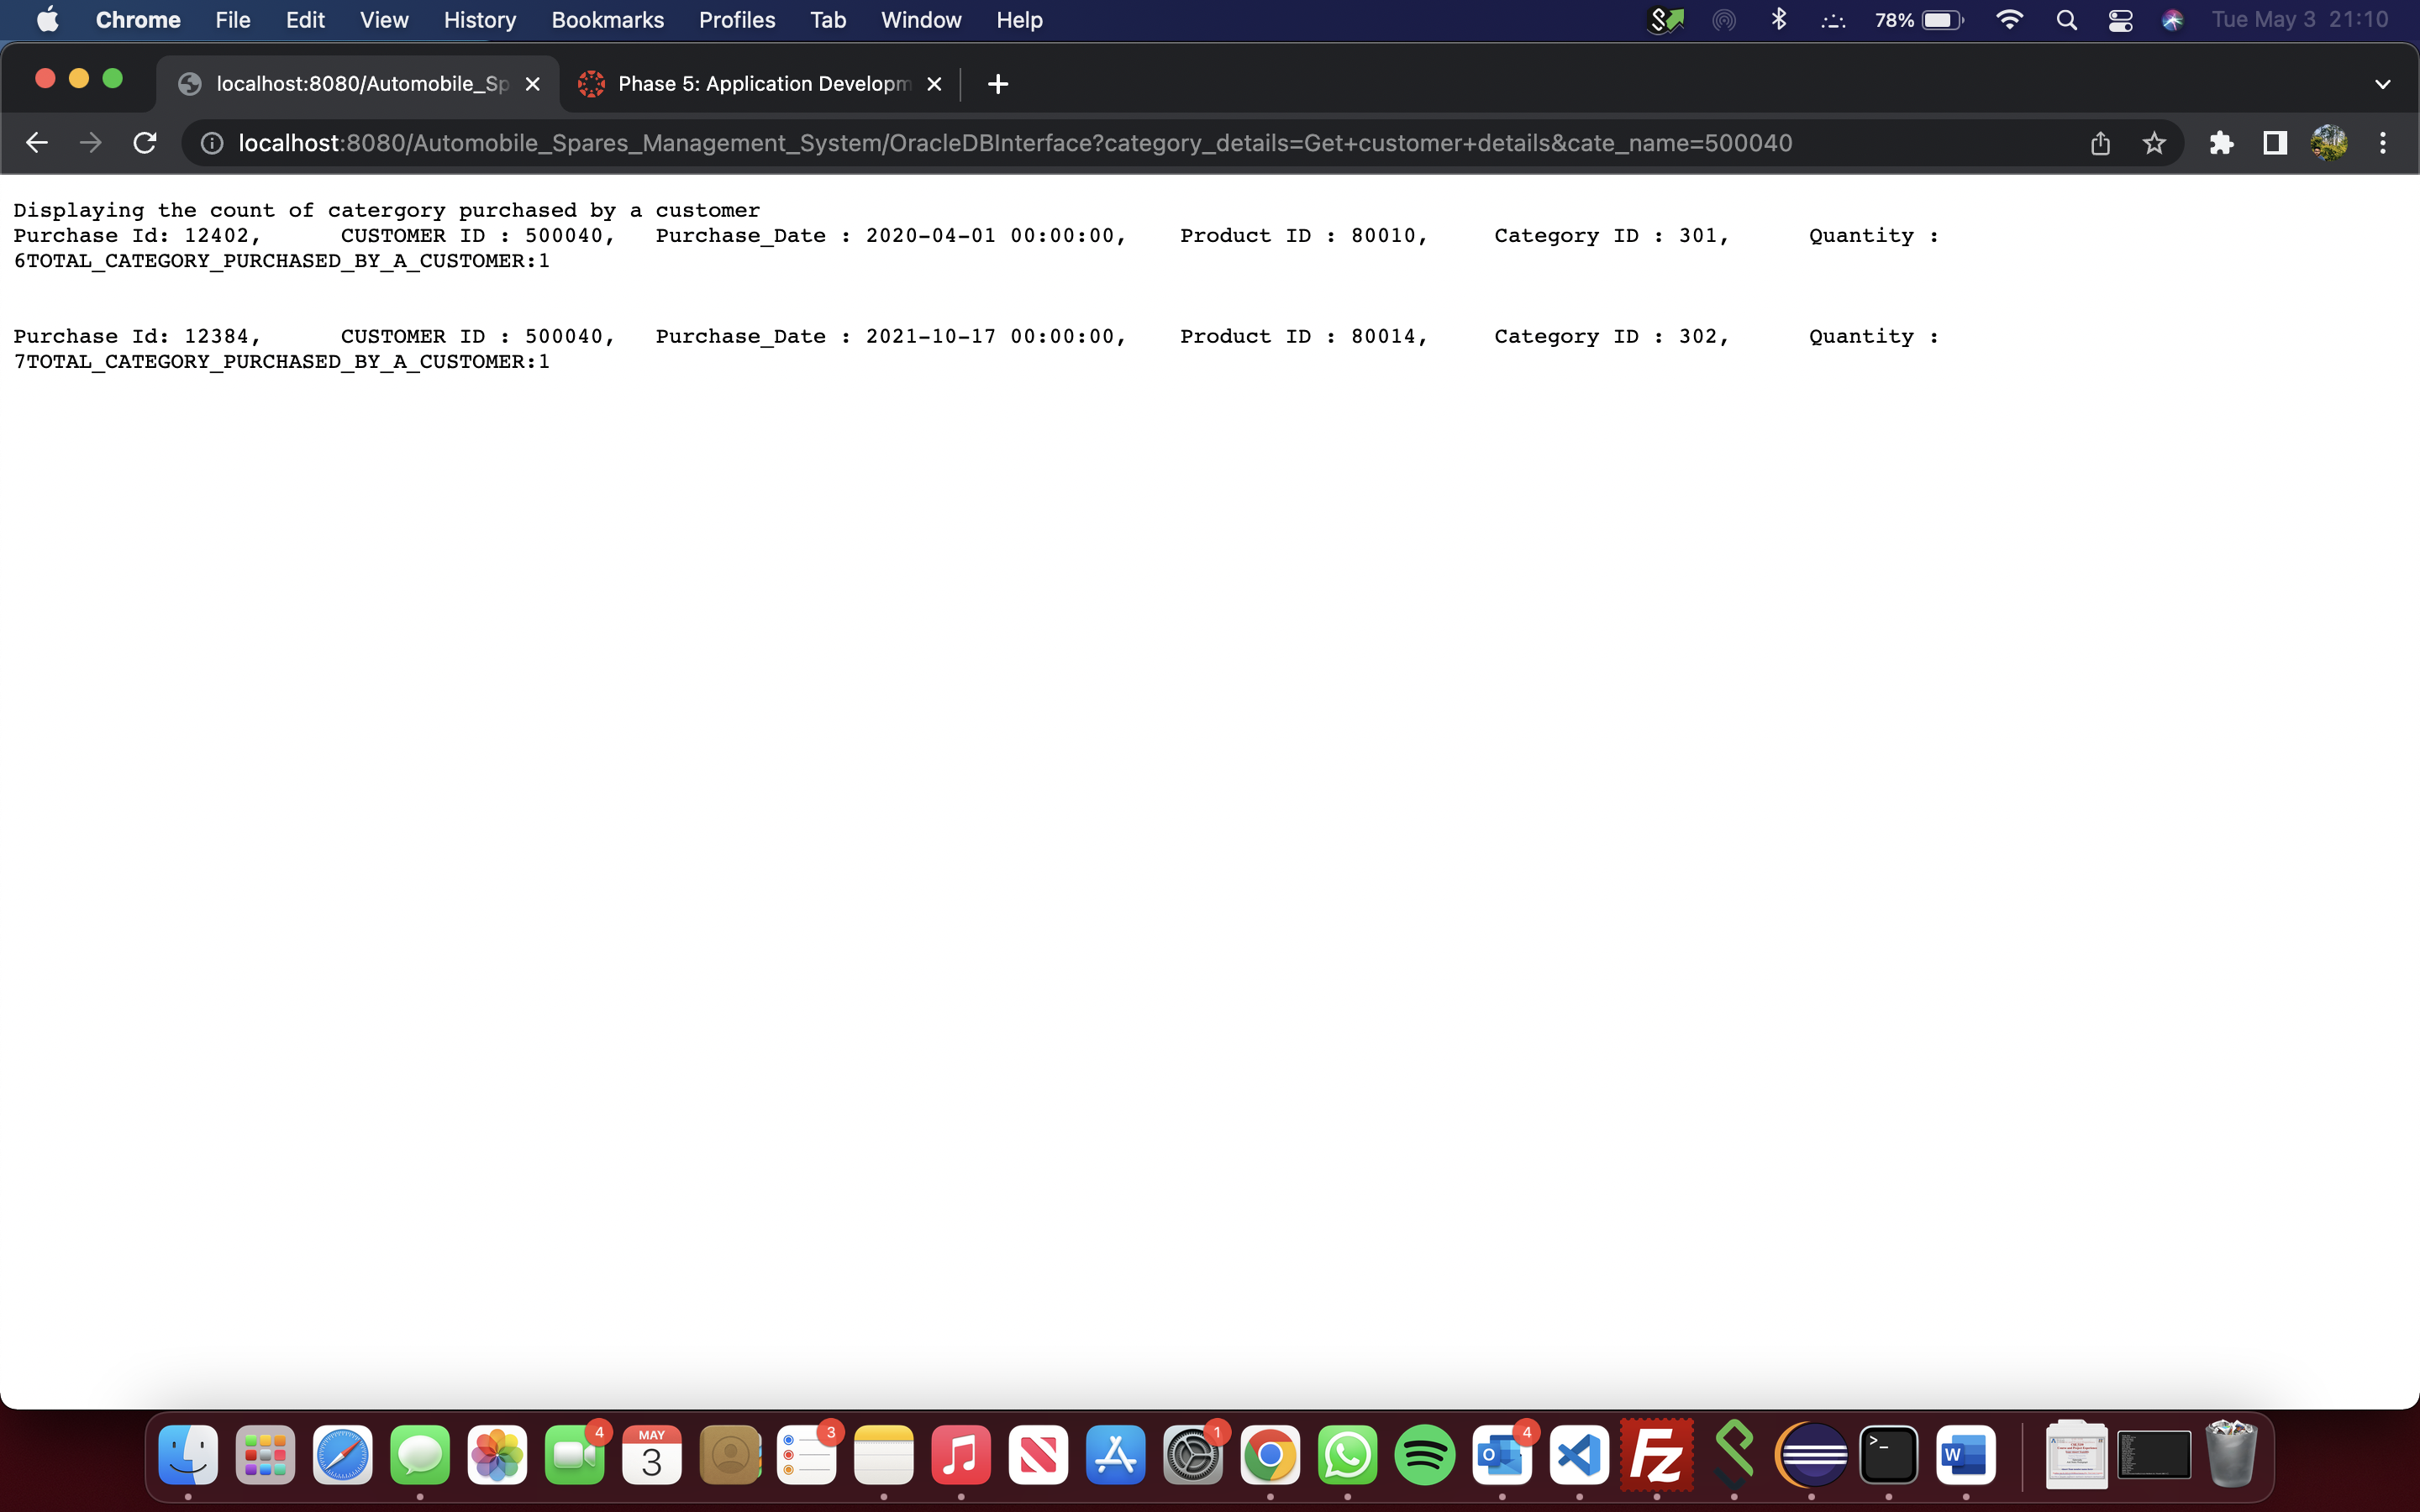 Chrome File Edit View History Bookmarks Profiles Tab Window Help 78% Tue May 3 21:10
localhost:8080/Automobile_Sp Phase 5: Application Developm
localhost:8080/Automobile_Spares_Management_System/OracleDBInterface?category_details=Get+customer+details&cate_name=500040
Displaying the count of catergory purchased by a customer
Purchase Id: 12402, CUSTOMER ID : 500040, Purchase_Date : 2020-04-01 00:00:00, Product ID : 80010, Category ID : 301, Quantity :
6TOTAL_CATEGORY_PURCHASED_BY_A_CUSTOMER:1
Purchase Id: 12384, CUSTOMER ID : 500040, Purchase_Date : 2021-10-17 00:00:00, Product ID : 80014, Category ID : 302, Quantity :
7TOTAL_CATEGORY_PURCHASED_BY_A_CUSTOMER:1
4 MAY 3 3 1 4
Fz >_ W O